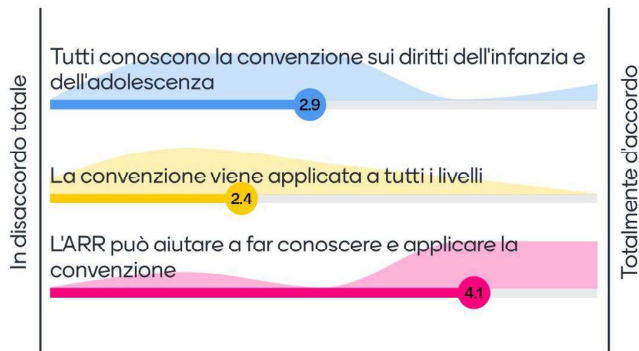 In disaccordo totale
Tutti conoscono la convenzione sui diritti dell'infanzia e
dell'adolescenza
2.9
La convenzione viene applicata a tutti i livelli
2.4
L'ARR può aiutare a far conoscere e applicare la
convenzione
4.1
Totalmente d'accordo